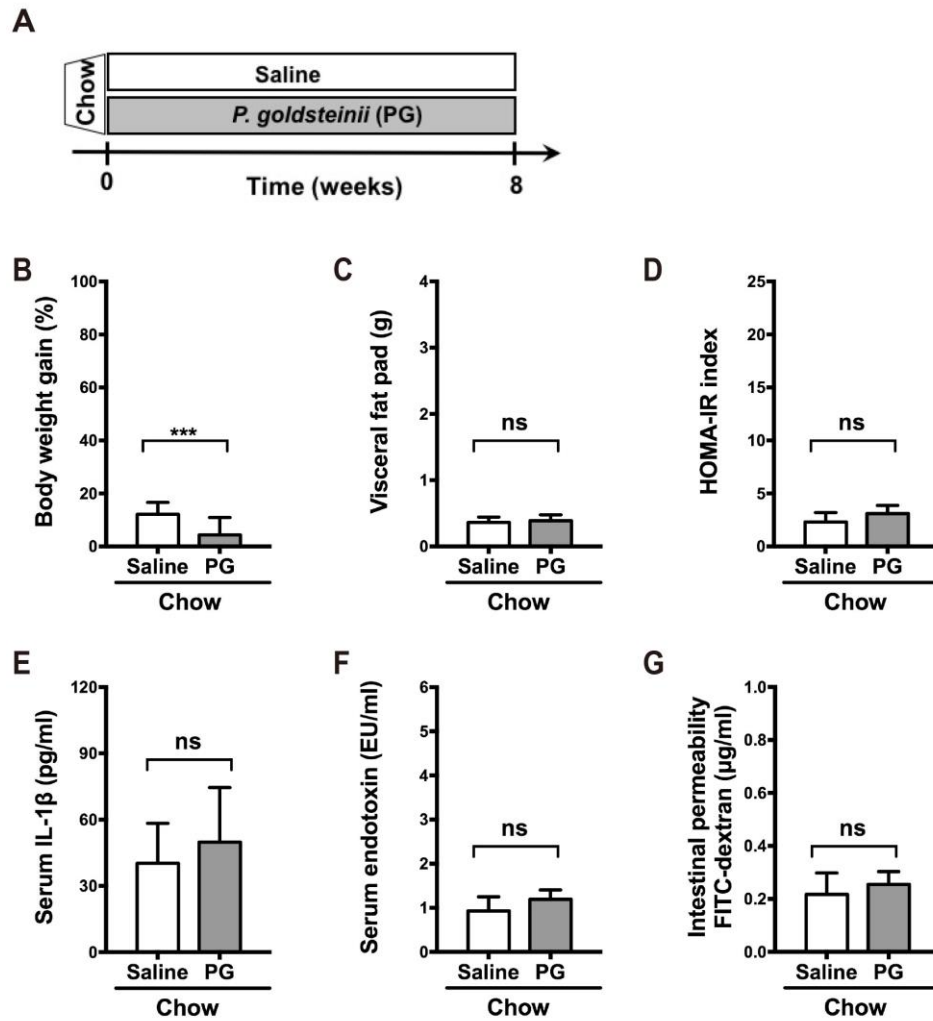 A
Chow
Saline
P. goldsteinii (PG)
0
Time (weeks)
8
B
Body weight gain (%)
100
80
60
40
20
0
***
Saline PG
Chow
C
Visceral fat pad (g)
4
3
2
1
0
ns
Saline PG
Chow
D
HOMA-IR index
25
20
15
10
5
0
ns
Saline PG
Chow
E
Serum IL-1β (pg/ml)
120
90
60
30
0
ns
Saline PG
Chow
F
Serum endotoxin (EU/ml)
6
5
4
3
2
1
0
ns
Saline PG
Chow
G
Intestinal permeability
FITC-dextran (µg/ml)
1.0
0.8
0.6
0.4
0.2
0.0
ns
Saline PG
Chow